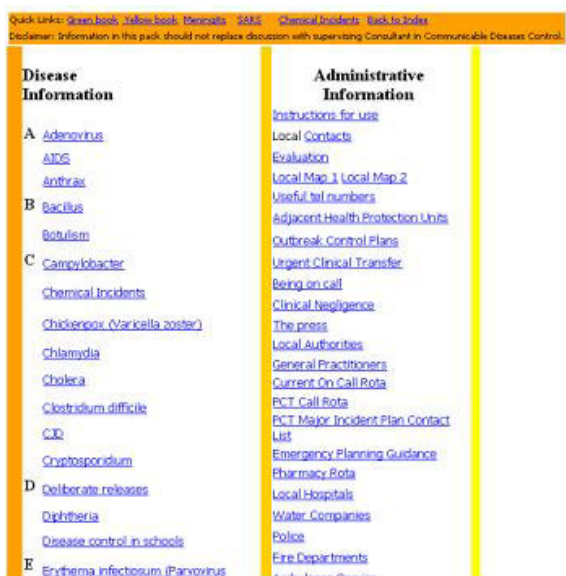 Quick Links: Green book Yellow book Meningitis SARS Chemical Incidents Back to Index
Disclaimer: Information in this pack should not replace discussion with supervising Consultant in Communicable Diseases Control.
Disease
Information
A Adenovirus
AIDS
Anthrax
B Bacillus
Botulism
C Campylobacter
Chemical Incidents
Chickenpox (Varicella zoster)
Chlamydia
Cholera
Clostridium difficile
CJD
Cryptosporidium
D Deliberate releases
Diphtheria
Disease control in schools
E Erythema infectiosum (Parvovirus
Administrative
Information
Instructions for use
Local Contacts
Evaluation
Local Map 1 Local Map 2
Useful tel numbers
Adjacent Health Protection Units
Outbreak Control Plans
Urgent Clinical Transfer
Being on call
Clinical Negligence
The press
Local Authorities
General Practitioners
Current On Call Rota
PCT Call Rota
PCT Major Incident Plan Contact
List
Emergency Planning Guidance
Pharmacy Rota
Local Hospitals
Water Companies
Police
Fire Departments